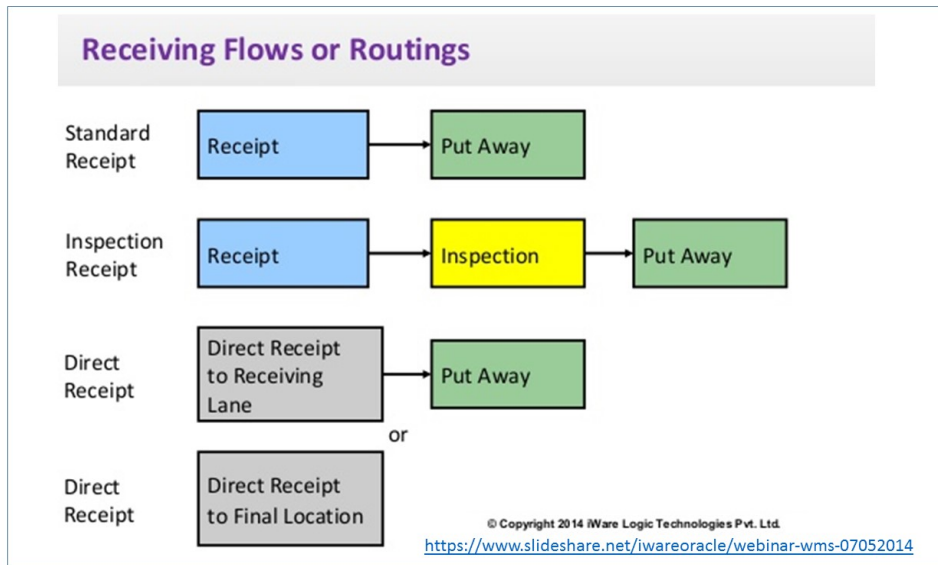 Receiving Flows or Routings
Standard
Receipt
Receipt
Put Away
Inspection
Receipt
Receipt
Inspection
Put Away
Direct
Receipt
Direct Receipt
to Receiving
Lane
Put Away
or
Direct
Receipt
Direct Receipt
to Final Location
© Copyright 2014 iWare Logic Technologies Pvt. Ltd.
https://www.slideshare.net/iwareoracle/webinar-wms-07052014